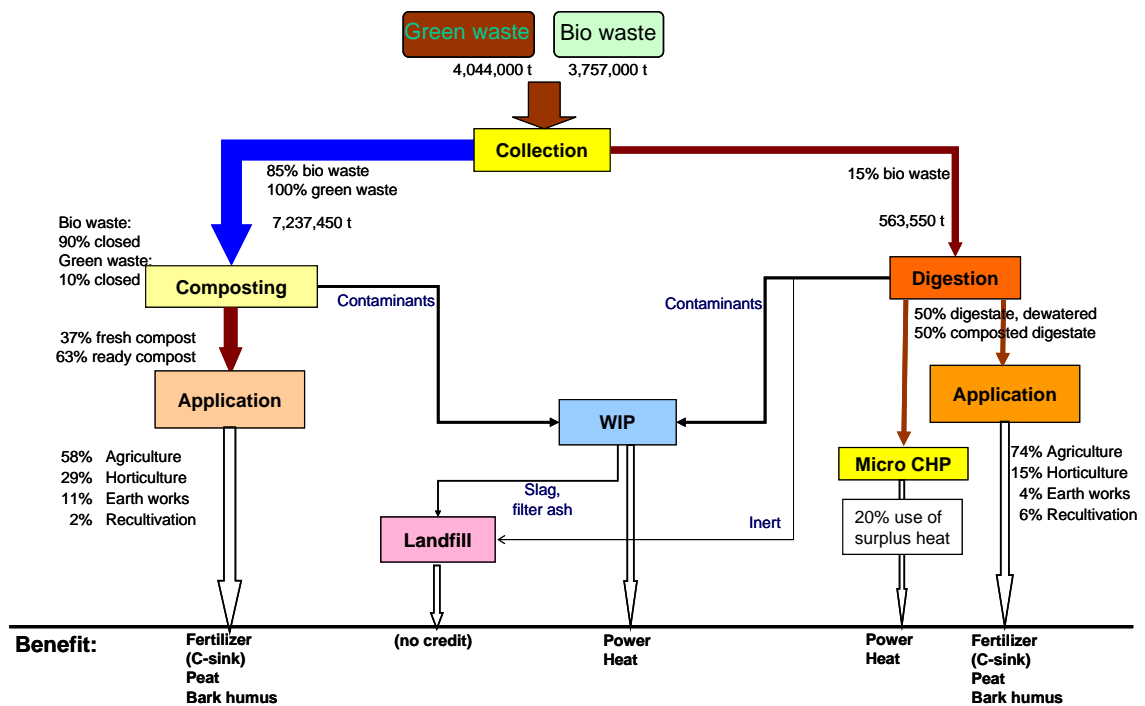 Green waste
Bio waste
4,044,000 t
3,757,000 t
Collection
85% bio waste
100% green waste
15% bio waste
7,237,450 t
563,550 t
Bio waste:
90% closed
Green waste:
10% closed
Composting
Digestion
Contaminants
Contaminants
37% fresh compost
63% ready compost
50% digestate, dewatered
50% composted digestate
Application
Application
WIP
Micro CHP
58% Agriculture
29% Horticulture
11% Earth works
2% Recultivation
74% Agriculture
15% Horticulture
4% Earth works
6% Recultivation
Slag,
filter ash
Inert
20% use of
surplus heat
Landfill
Benefit:
Fertilizer
(C-sink)
Peat
Bark humus
(no credit)
Power
Heat
Power
Heat
Fertilizer
(C-sink)
Peat
Bark humus